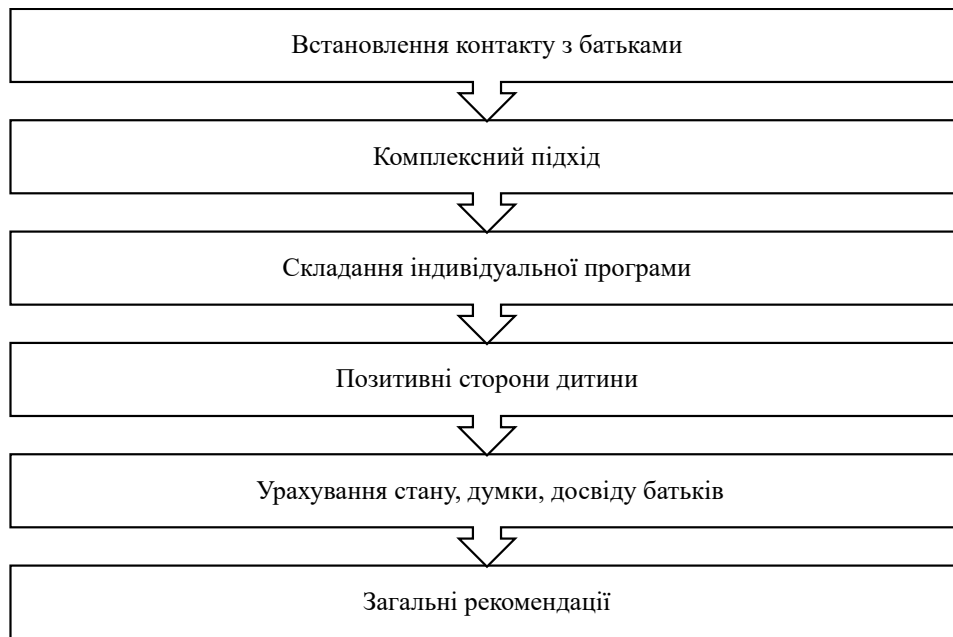 Встановлення контакту з батьками
Комплексний підхід
Складання індивідуальної програми
Позитивні сторони дитини
Урахування стану, думки, досвіду батьків
Загальні рекомендації